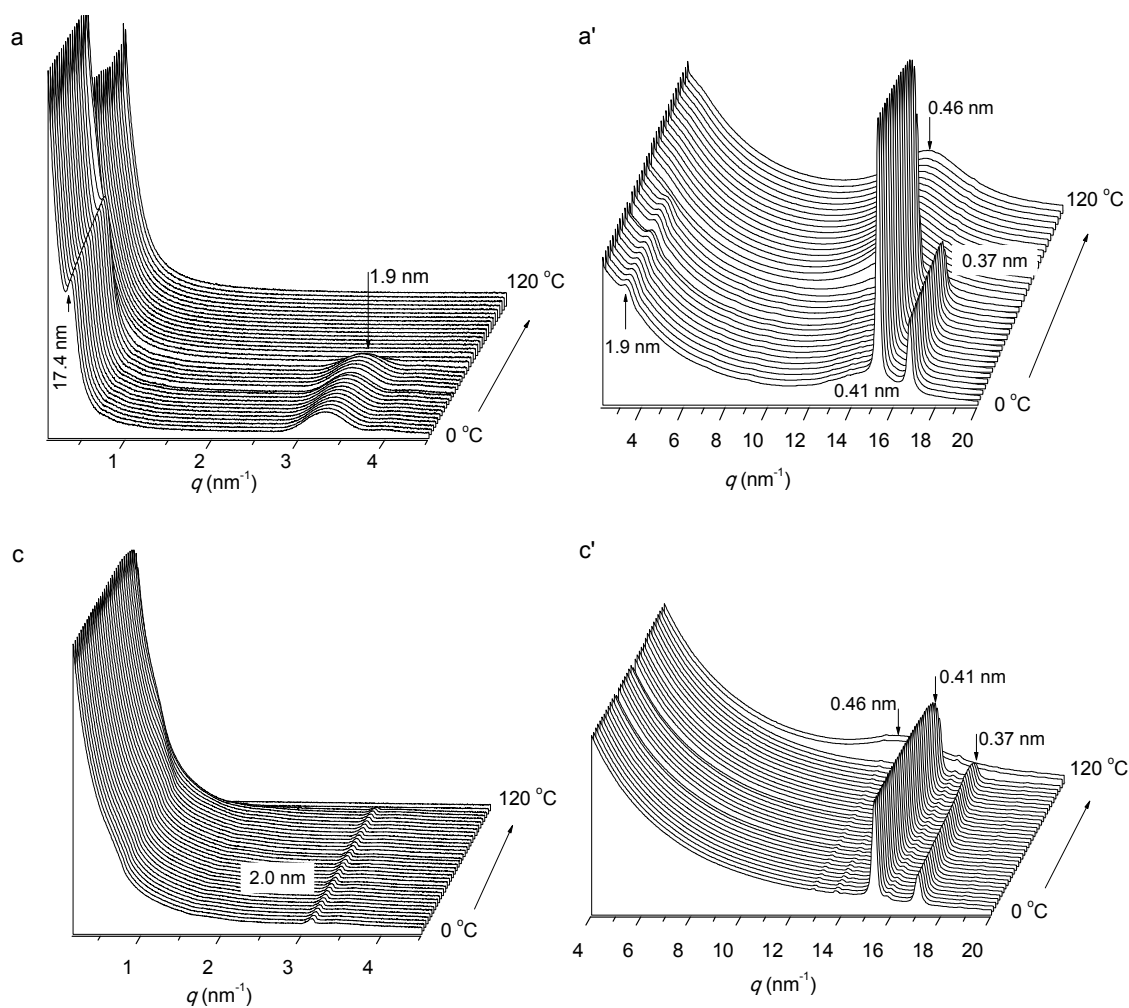 a
17.4 nm
1.9 nm
120 °C
0 °C
1 2 3 4
q (nm⁻¹)
a'
0.46 nm
120 °C
0.37 nm
1.9 nm
0.41 nm
0 °C
4 6 8 10 12 14 16 18 20
q (nm⁻¹)
c
120 °C
2.0 nm
0 °C
1 2 3 4
q (nm⁻¹)
c'
0.41 nm
0.46 nm
0.37 nm
120 °C
0 °C
4 6 8 10 12 14 16 18 20
q (nm⁻¹)